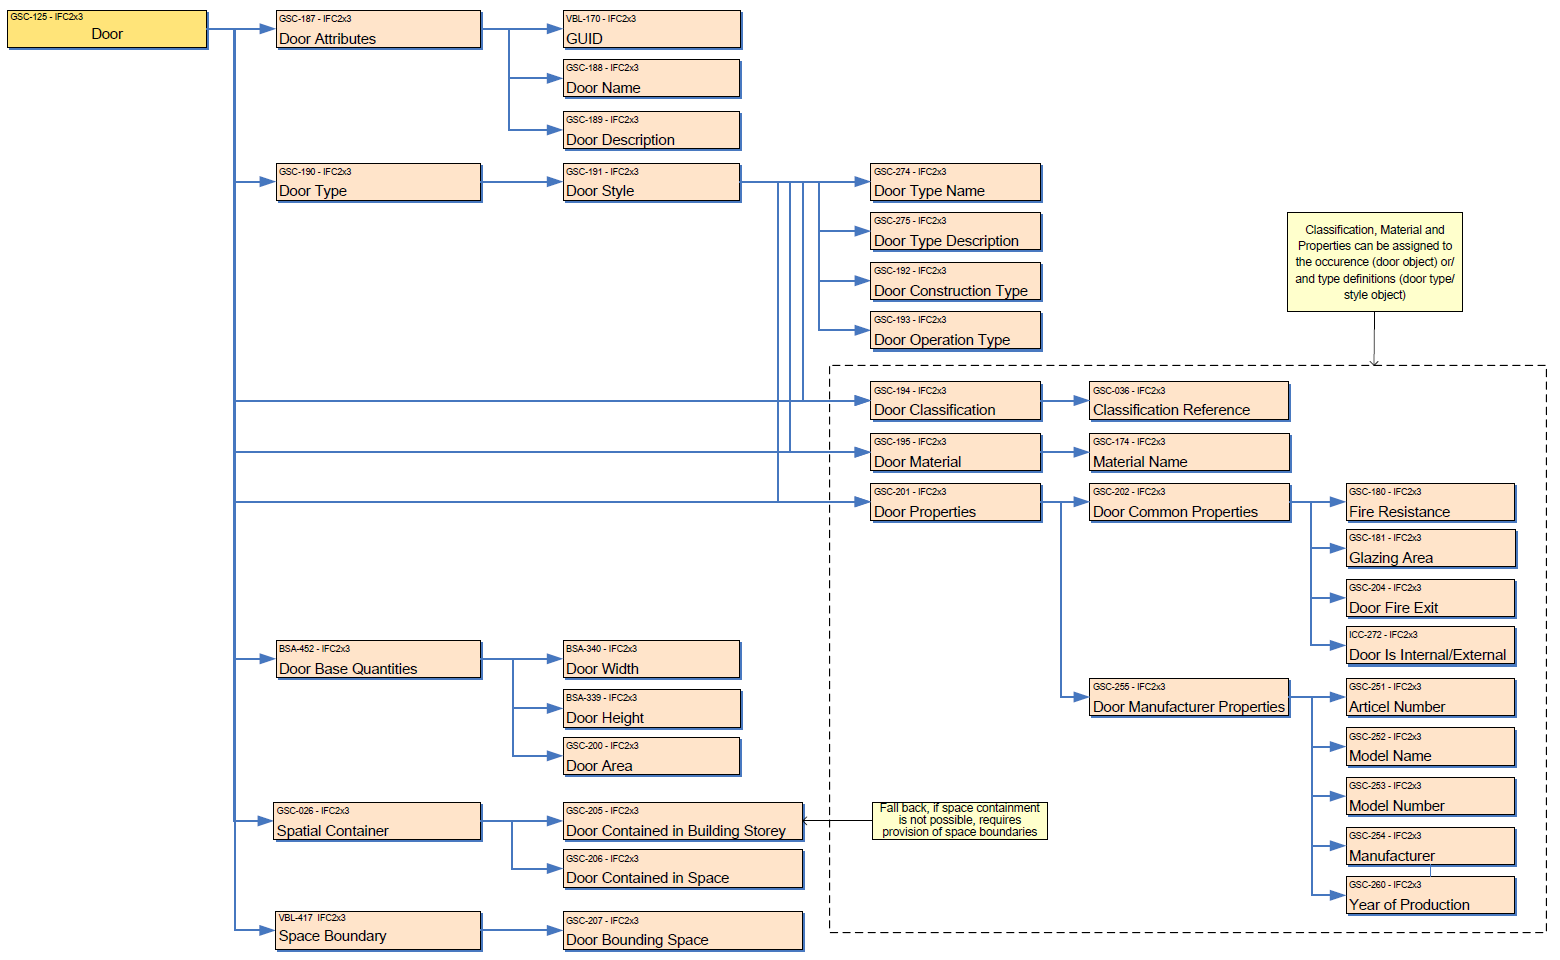 GSC-125 - IFC2x3
Door
GSC-187 - IFC2x3
Door Attributes
VBL-170 - IFC2x3
GUID
GSC-188 - IFC2x3
Door Name
GSC-189 - IFC2x3
Door Description
GSC-190 - IFC2x3
Door Type
GSC-191 - IFC2x3
Door Style
GSC-274 - IFC2x3
Door Type Name
GSC-275 - IFC2x3
Door Type Description
GSC-192 - IFC2x3
Door Construction Type
GSC-193 - IFC2x3
Door Operation Type
Classification, Material and
Properties can be assigned to
the occurence (door object) or/
and type definitions (door type/
style object)
GSC-194 - IFC2x3
Door Classification
GSC-036 - IFC2x3
Classification Reference
GSC-195 - IFC2x3
Door Material
GSC-174 - IFC2x3
Material Name
GSC-201 - IFC2x3
Door Properties
GSC-202 - IFC2x3
Door Common Properties
GSC-180 - IFC2x3
Fire Resistance
GSC-181 - IFC2x3
Glazing Area
GSC-204 - IFC2x3
Door Fire Exit
ICC-272 - IFC2x3
Door Is Internal/External
GSC-255 - IFC2x3
Door Manufacturer Properties
GSC-251 - IFC2x3
Articel Number
GSC-252 - IFC2x3
Model Name
GSC-253 - IFC2x3
Model Number
GSC-254 - IFC2x3
Manufacturer
GSC-260 - IFC2x3
Year of Production
BSA-452 - IFC2x3
Door Base Quantities
BSA-340 - IFC2x3
Door Width
BSA-339 - IFC2x3
Door Height
GSC-200 - IFC2x3
Door Area
GSC-026 - IFC2x3
Spatial Container
GSC-205 - IFC2x3
Door Contained in Building Storey
Fall back, if space containment
is not possible, requires
provision of space boundaries
GSC-206 - IFC2x3
Door Contained in Space
VBL-417 IFC2x3
Space Boundary
GSC-207 - IFC2x3
Door Bounding Space